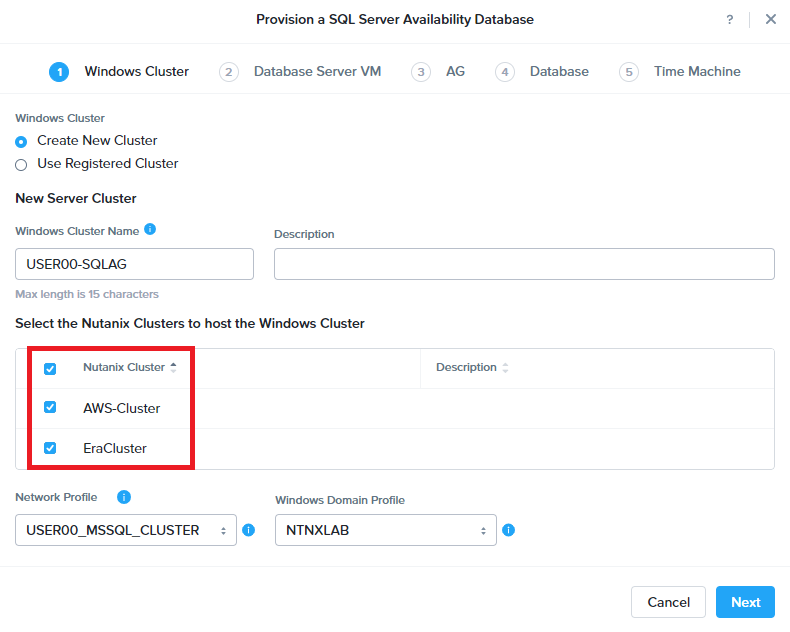 Provision a SQL Server Availability Database
?
1 Windows Cluster 2 Database Server VM 3 AG 4 Database 5 Time Machine
Windows Cluster
Create New Cluster
Use Registered Cluster
New Server Cluster
Windows Cluster Name i Description
USER00-SQLAG
Max length is 15 characters
Select the Nutanix Clusters to host the Windows Cluster
Nutanix Cluster Description
AWS-Cluster
EraCluster
Network Profile i Windows Domain Profile
USER00_MSSQL_CLUSTER i NTNXLAB i
Cancel Next